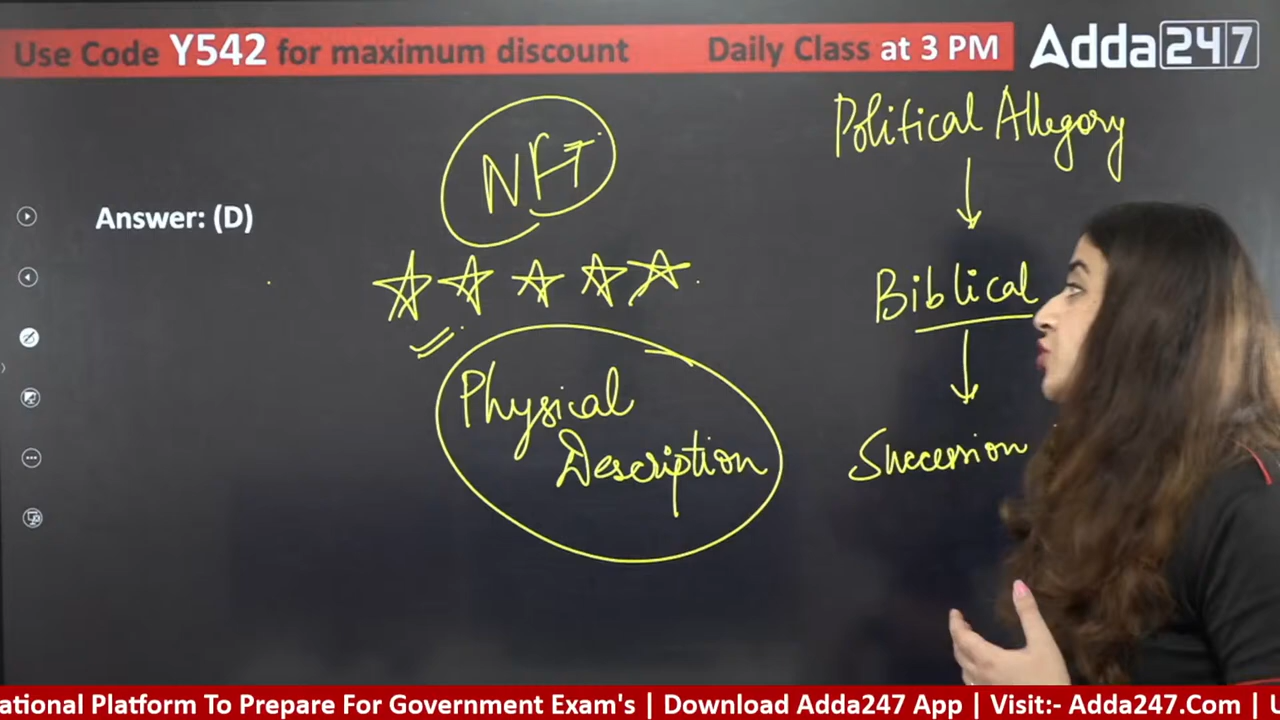 Use Code Y542 for maximum discount Daily Class at 3 PM Adda247
Political Allegory
NFT
Answer: (D)
Biblical
Physical
Description
Succession
ational Platform To Prepare For Government Exam's | Download Adda247 App | Visit:- Adda247.Com | U